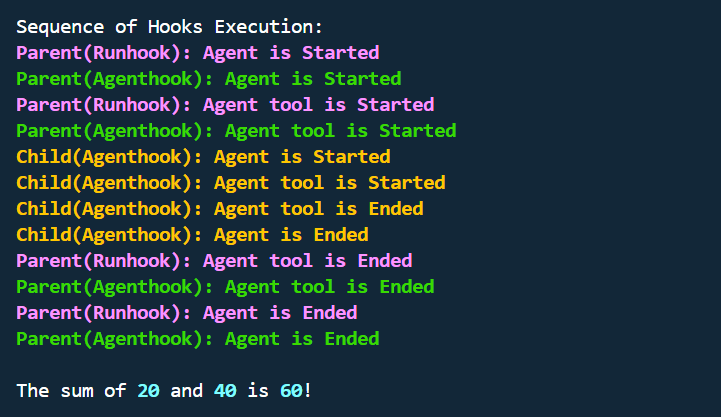 Sequence of Hooks Execution:
Parent(Runhook): Agent is Started
Parent(Agenthook): Agent is Started
Parent(Runhook): Agent tool is Started
Parent(Agenthook): Agent tool is Started
Child(Agenthook): Agent is Started
Child(Agenthook): Agent tool is Started
Child(Agenthook): Agent tool is Ended
Child(Agenthook): Agent is Ended
Parent(Runhook): Agent tool is Ended
Parent(Agenthook): Agent tool is Ended
Parent(Runhook): Agent is Ended
Parent(Agenthook): Agent is Ended
The sum of 20 and 40 is 60!